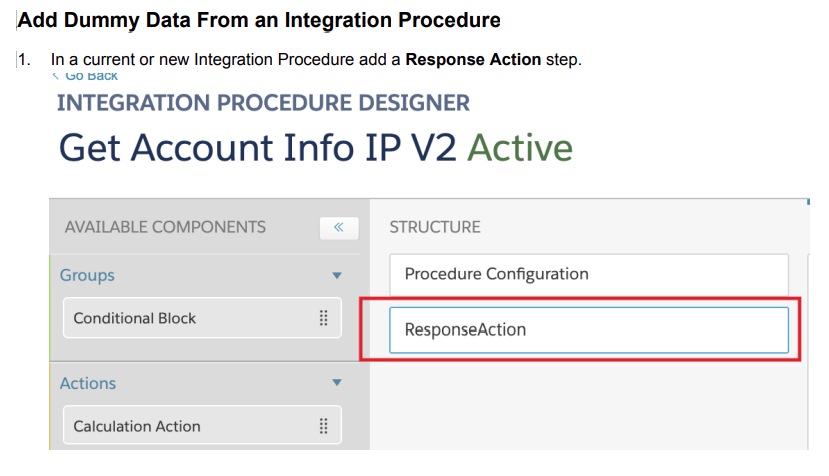 Add Dummy Data From an Integration Procedure
1. In a current or new Integration Procedure add a Response Action step.
Go Back
INTEGRATION PROCEDURE DESIGNER
Get Account Info IP V2 Active
AVAILABLE COMPONENTS
STRUCTURE
Groups
Procedure Configuration
Conditional Block
ResponseAction
Actions
Calculation Action